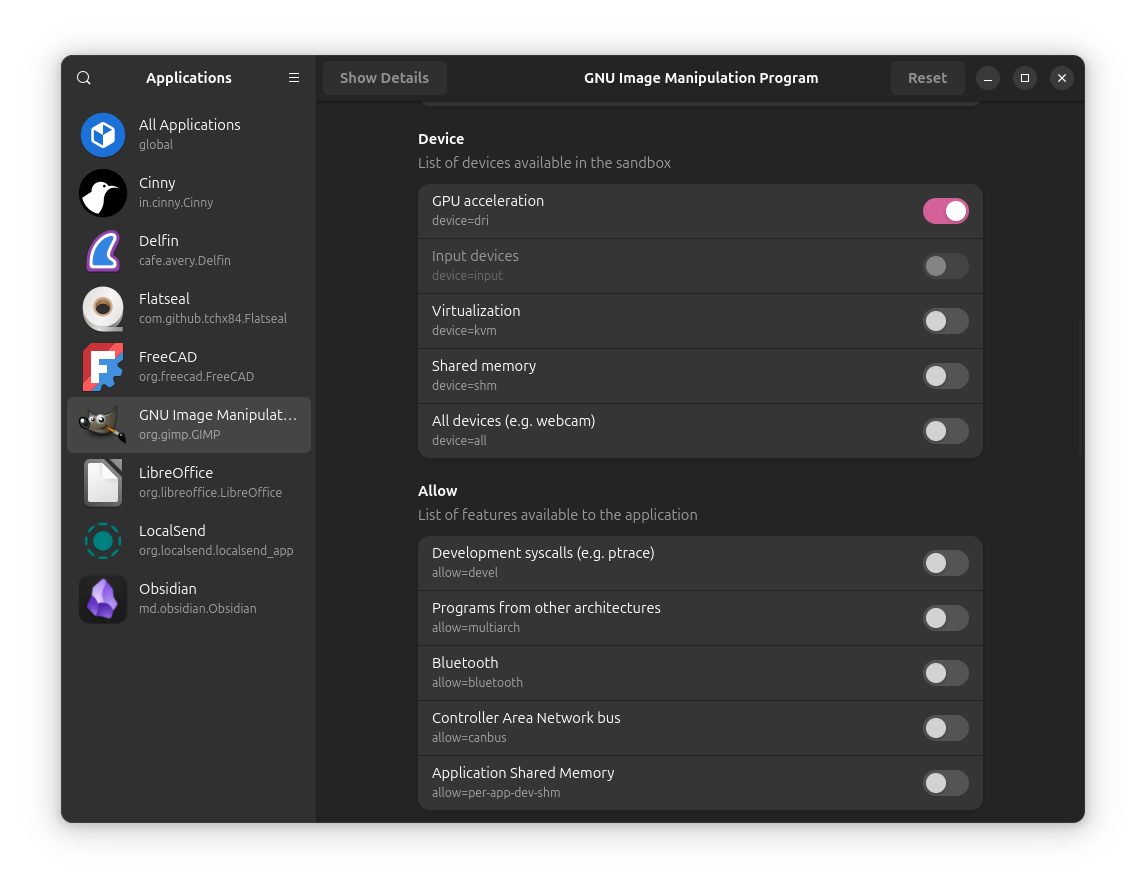 Applications
All Applications
global
Cinny
in.cinny.Cinny
Delfin
cafe.avery.Delfin
Flatseal
com.github.tchx84.Flatseal
FreeCAD
org.freecad.FreeCAD
GNU Image Manipulat…
org.gimp.GIMP
LibreOffice
org.libreoffice.LibreOffice
LocalSend
org.localsend.localsend_app
Obsidian
md.obsidian.Obsidian
Show Details
GNU Image Manipulation Program
Reset
Device
List of devices available in the sandbox
GPU acceleration
device=dri
Input devices
device=input
Virtualization
device=kvm
Shared memory
device=shm
All devices (e.g. webcam)
device=all
Allow
List of features available to the application
Development syscalls (e.g. ptrace)
allow=devel
Programs from other architectures
allow=multiarch
Bluetooth
allow=bluetooth
Controller Area Network bus
allow=canbus
Application Shared Memory
allow=per-app-dev-shm